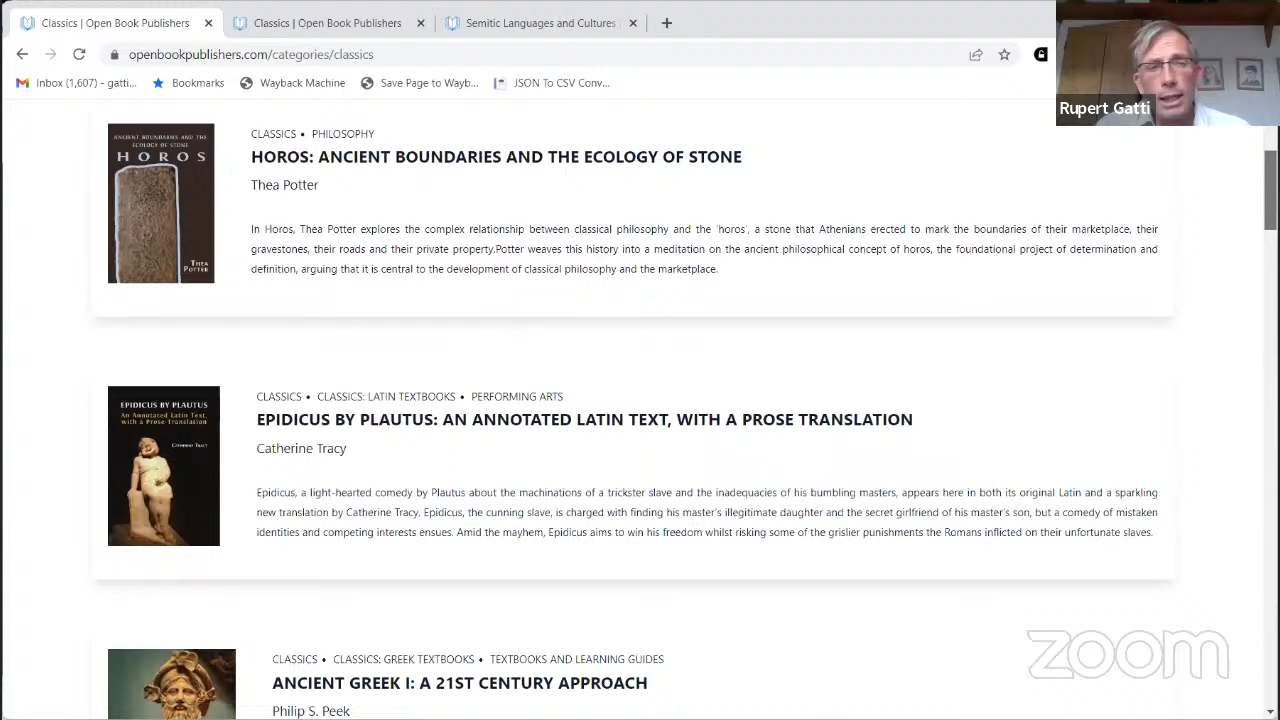 Classics | Open Book Publishers
Classics | Open Book Publishers
Semitic Languages and Cultures
openbookpublishers.com/categories/classics
Inbox (1,607) - gatti...
Bookmarks
Wayback Machine
Save Page to Wayb...
JSON To CSV Conv...
Rupert Gatti
ANCIENT BOUNDARIES AND THE
ECOLOGY OF STONE
HOROS
THEA
POTTER
CLASSICS • PHILOSOPHY
HOROS: ANCIENT BOUNDARIES AND THE ECOLOGY OF STONE
Thea Potter
In Horos, Thea Potter explores the complex relationship between classical philosophy and the 'horos', a stone that Athenians erected to mark the boundaries of their marketplace, their
gravestones, their roads and their private property.Potter weaves this history into a meditation on the ancient philosophical concept of horos, the foundational project of determination and
definition, arguing that it is central to the development of classical philosophy and the marketplace.
EPIDICUS BY PLAUTUS
An Annotated Latin Text,
with a Prose Translation
CATHERINE TRACY
CLASSICS • CLASSICS: LATIN TEXTBOOKS • PERFORMING ARTS
EPIDICUS BY PLAUTUS: AN ANNOTATED LATIN TEXT, WITH A PROSE TRANSLATION
Catherine Tracy
Epidicus, a light-hearted comedy by Plautus about the machinations of a trickster slave and the inadequacies of his bumbling masters, appears here in both its original Latin and a sparkling
new translation by Catherine Tracy. Epidicus, the cunning slave, is charged with finding his master's illegitimate daughter and the secret girlfriend of his master's son, but a comedy of mistaken
identities and competing interests ensues. Amid the mayhem, Epidicus aims to win his freedom whilst risking some of the grislier punishments the Romans inflicted on their unfortunate slaves.
CLASSICS • CLASSICS: GREEK TEXTBOOKS • TEXTBOOKS AND LEARNING GUIDES
ANCIENT GREEK I: A 21ST CENTURY APPROACH
Philip S. Peek
zoom